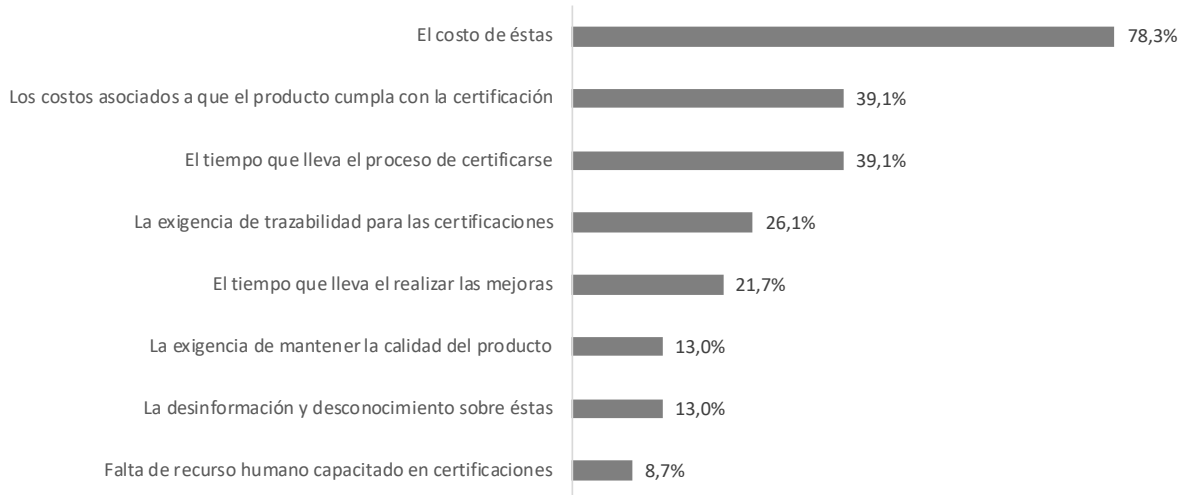 El costo de éstas 78,3%
Los costos asociados a que el producto cumpla con la certificación 39,1%
El tiempo que lleva el proceso de certificarse 39,1%
La exigencia de trazabilidad para las certificaciones 26,1%
El tiempo que lleva el realizar las mejoras 21,7%
La exigencia de mantener la calidad del producto 13,0%
La desinformación y desconocimiento sobre éstas 13,0%
Falta de recurso humano capacitado en certificaciones 8,7%